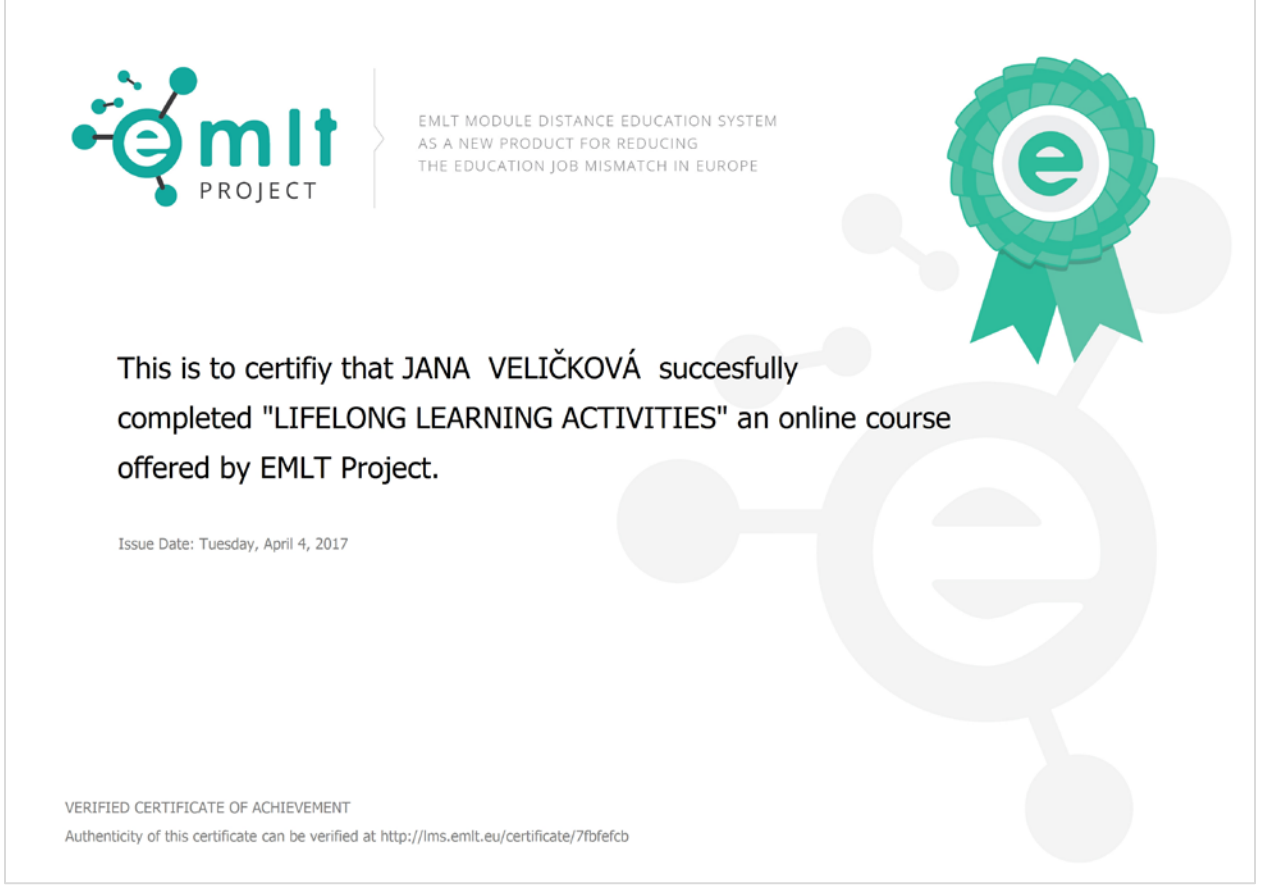 emlt
PROJECT
EMLT MODULE DISTANCE EDUCATION SYSTEM
AS A NEW PRODUCT FOR REDUCING
THE EDUCATION JOB MISMATCH IN EUROPE
e
This is to certifiy that JANA  VELIČKOVÁ  succesfully
completed "LIFELONG LEARNING ACTIVITIES" an online course
offered by EMLT Project.
Issue Date: Tuesday, April 4, 2017
VERIFIED CERTIFICATE OF ACHIEVEMENT
Authenticity of this certificate can be verified at http://lms.emlt.eu/certificate/7fbfefcb